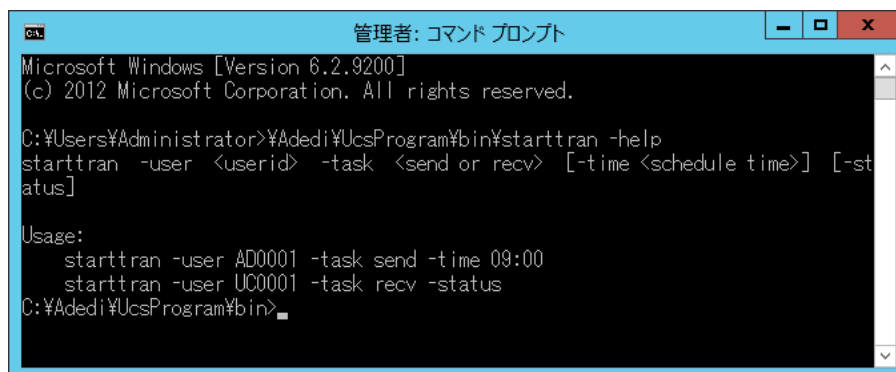 管理者: コマンド プロンプト
Microsoft Windows [Version 6.2.9200]
(c) 2012 Microsoft Corporation. All rights reserved.
C:¥Users¥Administrator>¥Adedi¥UcsProgram¥bin¥starttran -help
starttran -user <userid> -task <send or recv> [-time <schedule time>] [-st
atus]
Usage:
starttran -user AD0001 -task send -time 09:00
starttran -user UC0001 -task recv -status
C:¥Adedi¥UcsProgram¥bin>